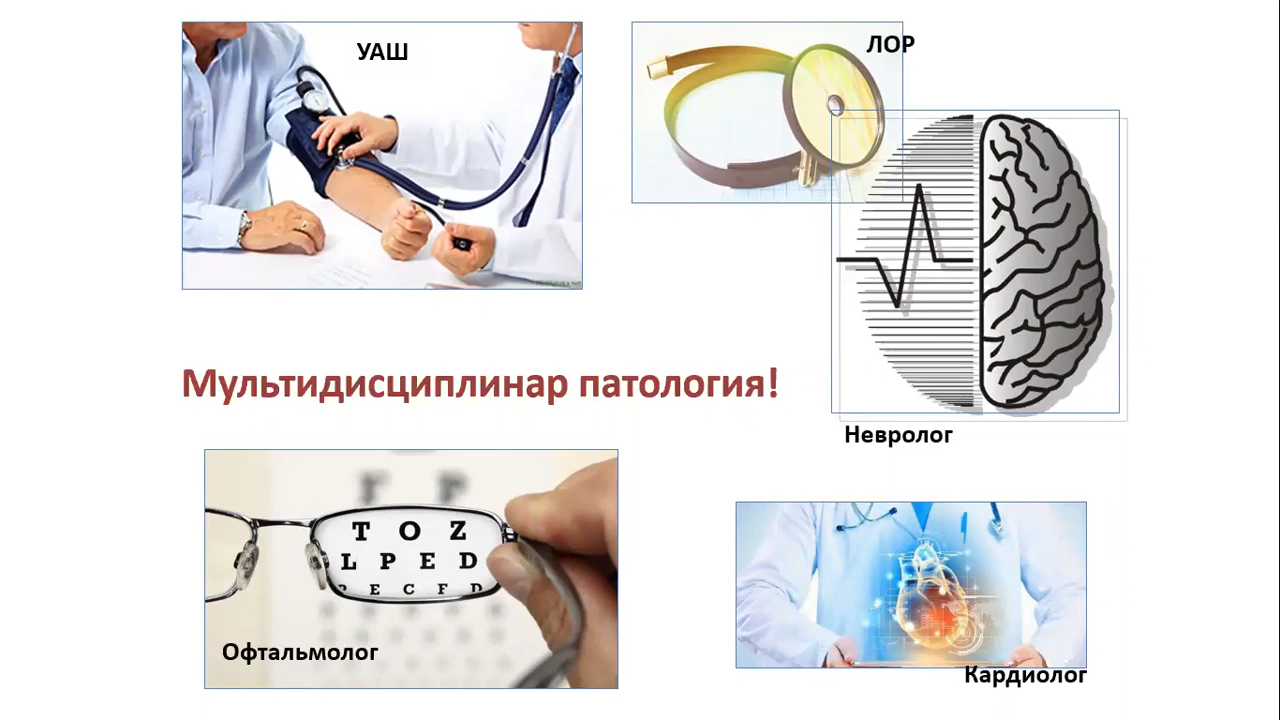 УАШ
ЛОР
Мультидисциплинар патология!
Невролог
F P
T O Z
L P E D
P E C F D
Офтальмолог
Кардиолог